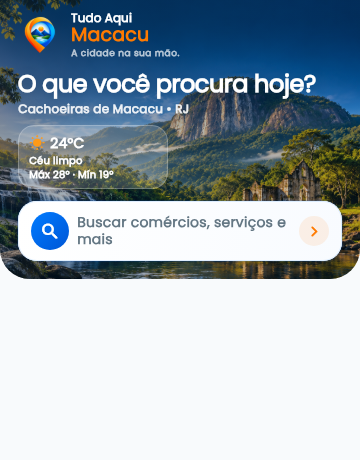 Tudo Aqui
Macacu
A cidade na sua mão.
O que você procura hoje?
Cachoeiras de Macacu • RJ
24°C
Céu limpo
Máx 28° · Mín 19°
Buscar comércios, serviços e
mais